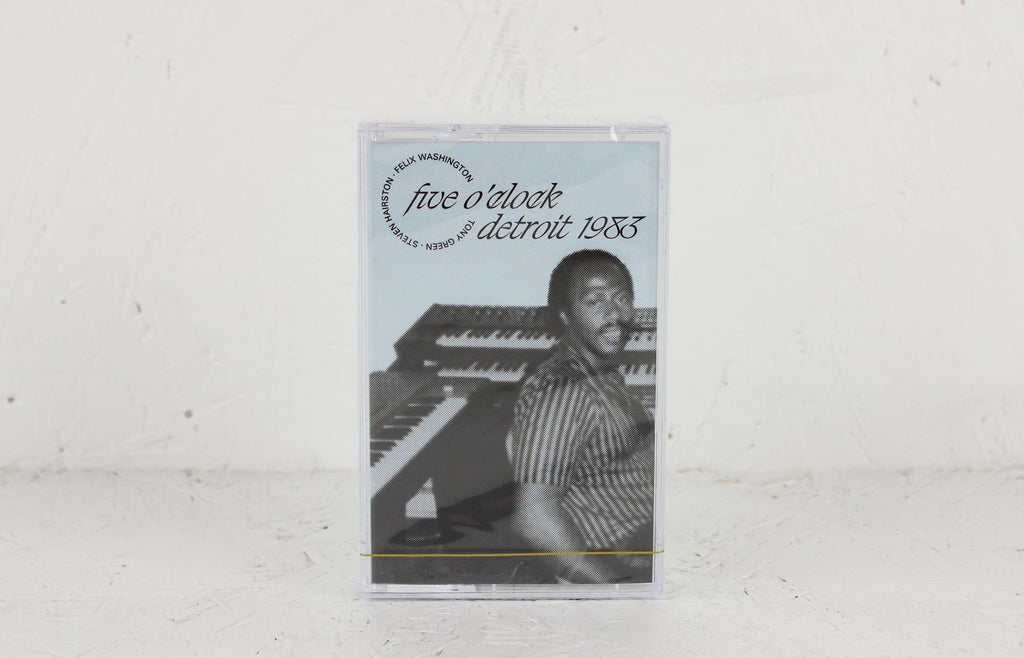 FELIX WASHINGTON · TONY GREEN · STEVEN HAIRSTON ·
five o'clock
detroit 1983